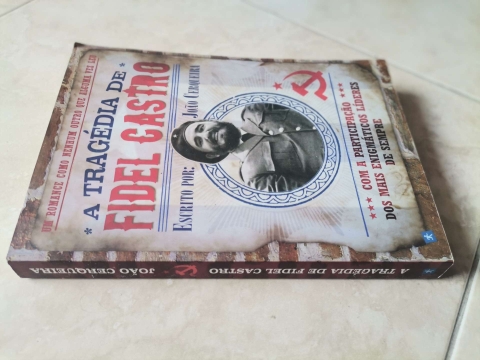 UM ROMANCE COMO NENHUM OUTRO QUE ALGUMA VEZ LEU
* A TRAGÉDIA DE *
FIDEL CASTRO
ESCRITO POR: JOÃO CERQUEIRA
*** COM A PARTICIPAÇÃO ***
DOS MAIS ENIGMÁTICOS LÍDERES
DE SEMPRE
JOÃO CERQUEIRA A TRAGÉDIA DE FIDEL CASTRO